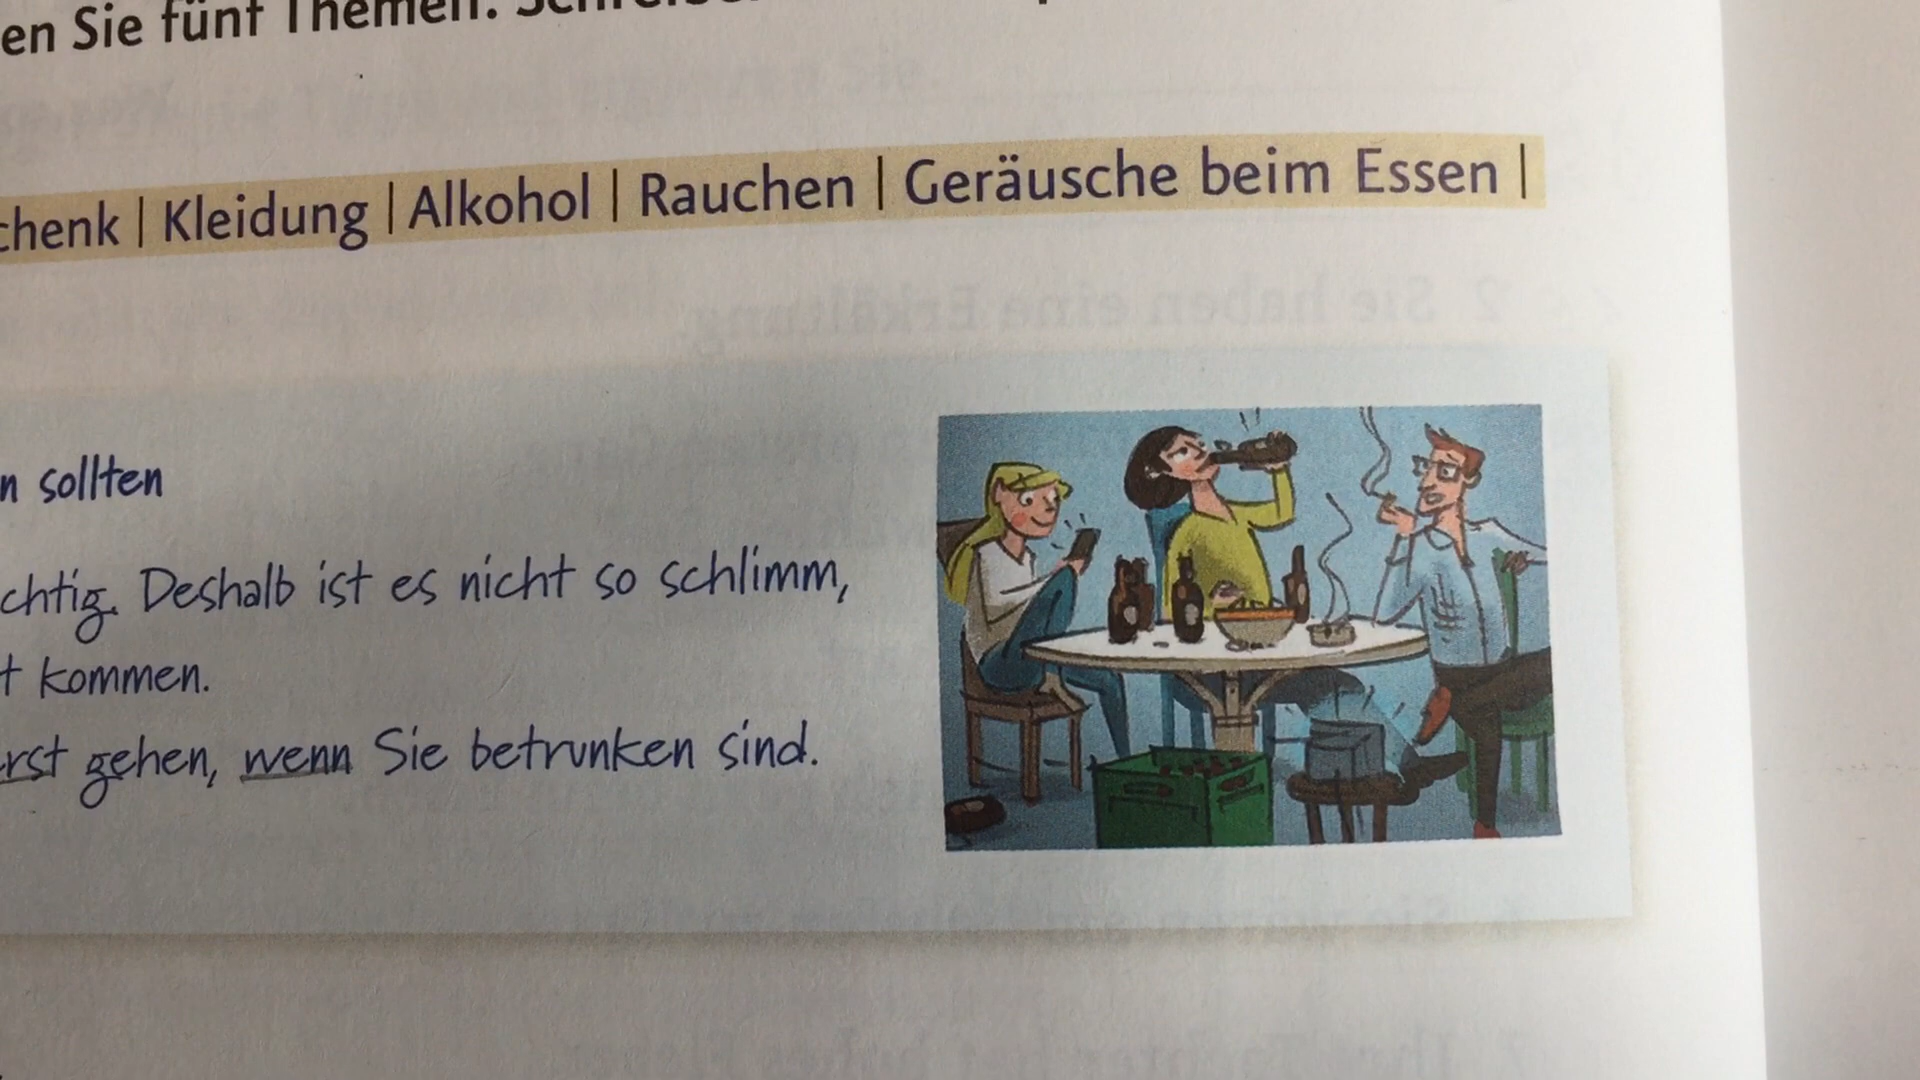 en Sie fünf Themen.
chenk | Kleidung | Alkohol | Rauchen | Geräusche beim Essen |
n sollten
chtig. Deshalb ist es nicht so schlimm,
t kommen.
rst gehen, wenn Sie betrunken sind.